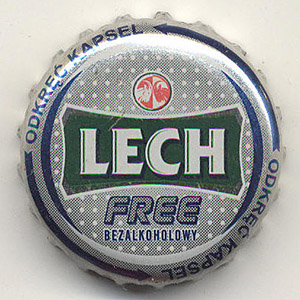 ODKRĘĆ KAPSEL
LECH
FREE
BEZALKOHOLOWY
ODKRĘĆ KAPSEL